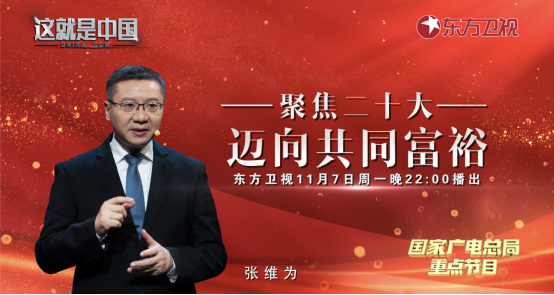 这就是中国
CHINA NOW
东方卫视
聚焦二十大
迈向共同富裕
东方卫视11月7日周一晚22:00播出
国家广电总局
重点节目
张维为